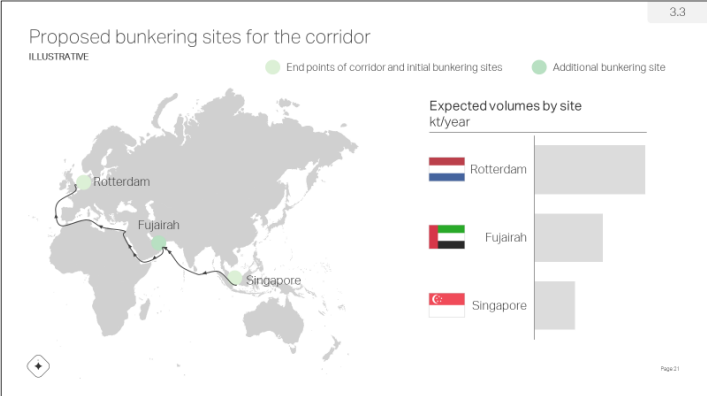 3.3
Proposed bunkering sites for the corridor
ILLUSTRATIVE
End points of corridor and initial bunkering sites
Additional bunkering site
Rotterdam
Fujairah
Singapore
Expected volumes by site
kt/year
Rotterdam
Fujairah
Singapore
Page 21